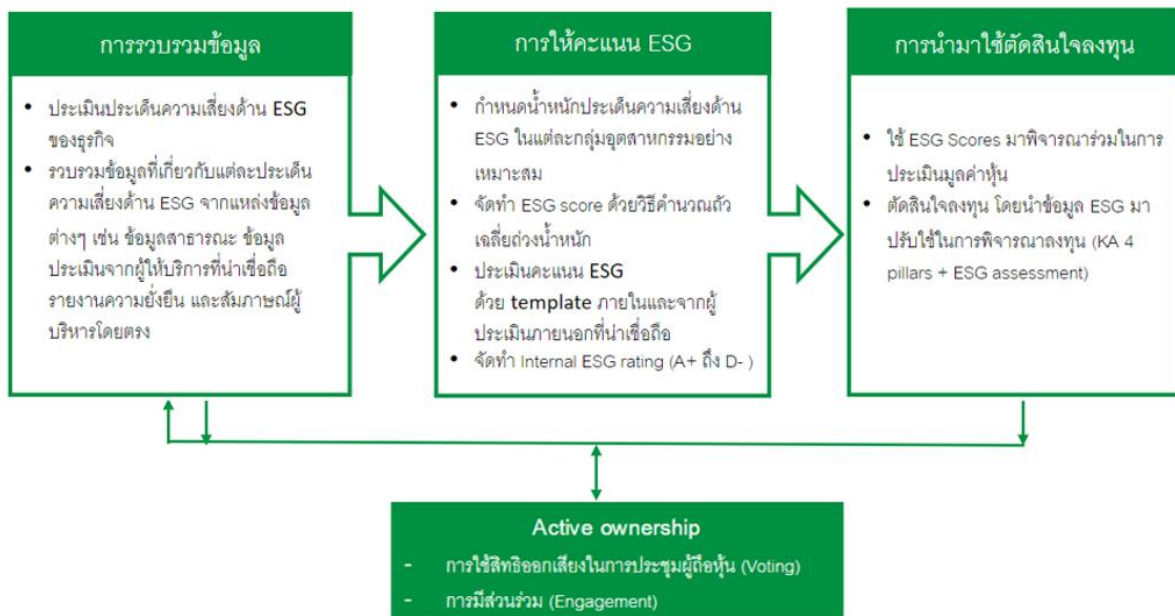 การรวบรวมข้อมูล
• ประเมินประเด็นความเสี่ยงด้าน ESG
ของธุรกิจ
• รวบรวมข้อมูลที่เกี่ยวกับแต่ละประเด็น
ความเสี่ยงด้าน ESG จากแหล่งข้อมูล
ต่างๆ เช่น ข้อมูลสาธารณะ ข้อมูล
ประเมินจากผู้ให้บริการที่น่าเชื่อถือ
รายงานความยั่งยืน และสัมภาษณ์ผู้
บริหารโดยตรง
การให้คะแนน ESG
• กำหนดน้ำหนักประเด็นความเสี่ยงด้าน
ESG ในแต่ละกลุ่มอุตสาหกรรมอย่าง
เหมาะสม
• จัดทำ ESG score ด้วยวิธีคำนวณถัว
เฉลี่ยถ่วงน้ำหนัก
• ประเมินคะแนน ESG
ด้วย template ภายในและจากผู้
ประเมินภายนอกที่น่าเชื่อถือ
• จัดทำ Internal ESG rating (A+ ถึง D- )
การนำมาใช้ตัดสินใจลงทุน
• ใช้ ESG Scores มาพิจารณาร่วมในการ
ประเมินมูลค่าหุ้น
• ตัดสินใจลงทุน โดยนำข้อมูล ESG มา
ปรับใช้ในการพิจารณาลงทุน (KA 4
pillars + ESG assessment)
Active ownership
- การใช้สิทธิออกเสียงในการประชุมผู้ถือหุ้น (Voting)
- การมีส่วนร่วม (Engagement)